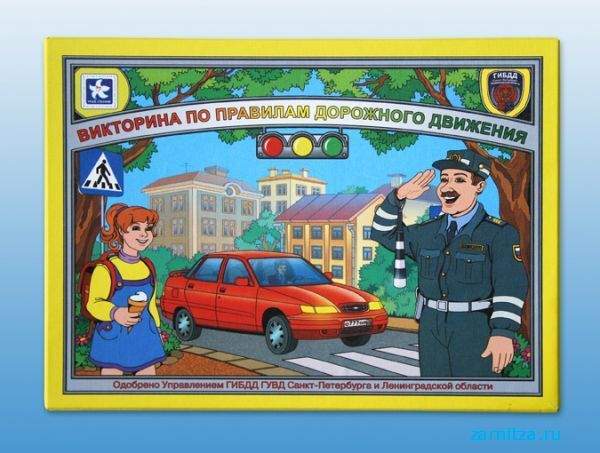 ГИБДД
ВИКТОРИНА ПО ПРАВИЛАМ ДОРОЖНОГО ДВИЖЕНИЯ
Одобрено Управлением ГИБДД ГУВД Санкт-Петербурга и Ленинградской области
zarnitza.ru